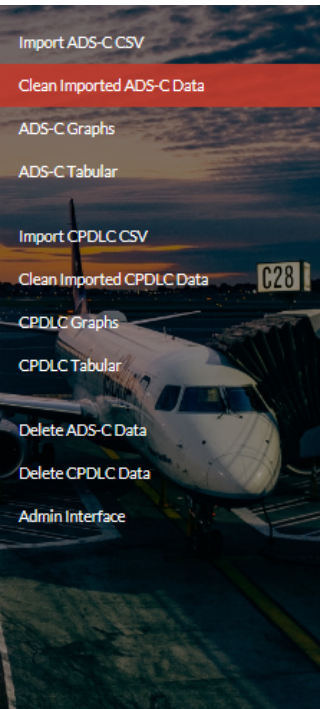 Import ADS-C CSV
Clean Imported ADS-C Data
ADS-C Graphs
ADS-C Tabular
Import CPDLC CSV
Clean Imported CPDLC Data
C28
CPDLC Graphs
CPDLC Tabular
Delete ADS-C Data
Delete CPDLC Data
Admin Interface